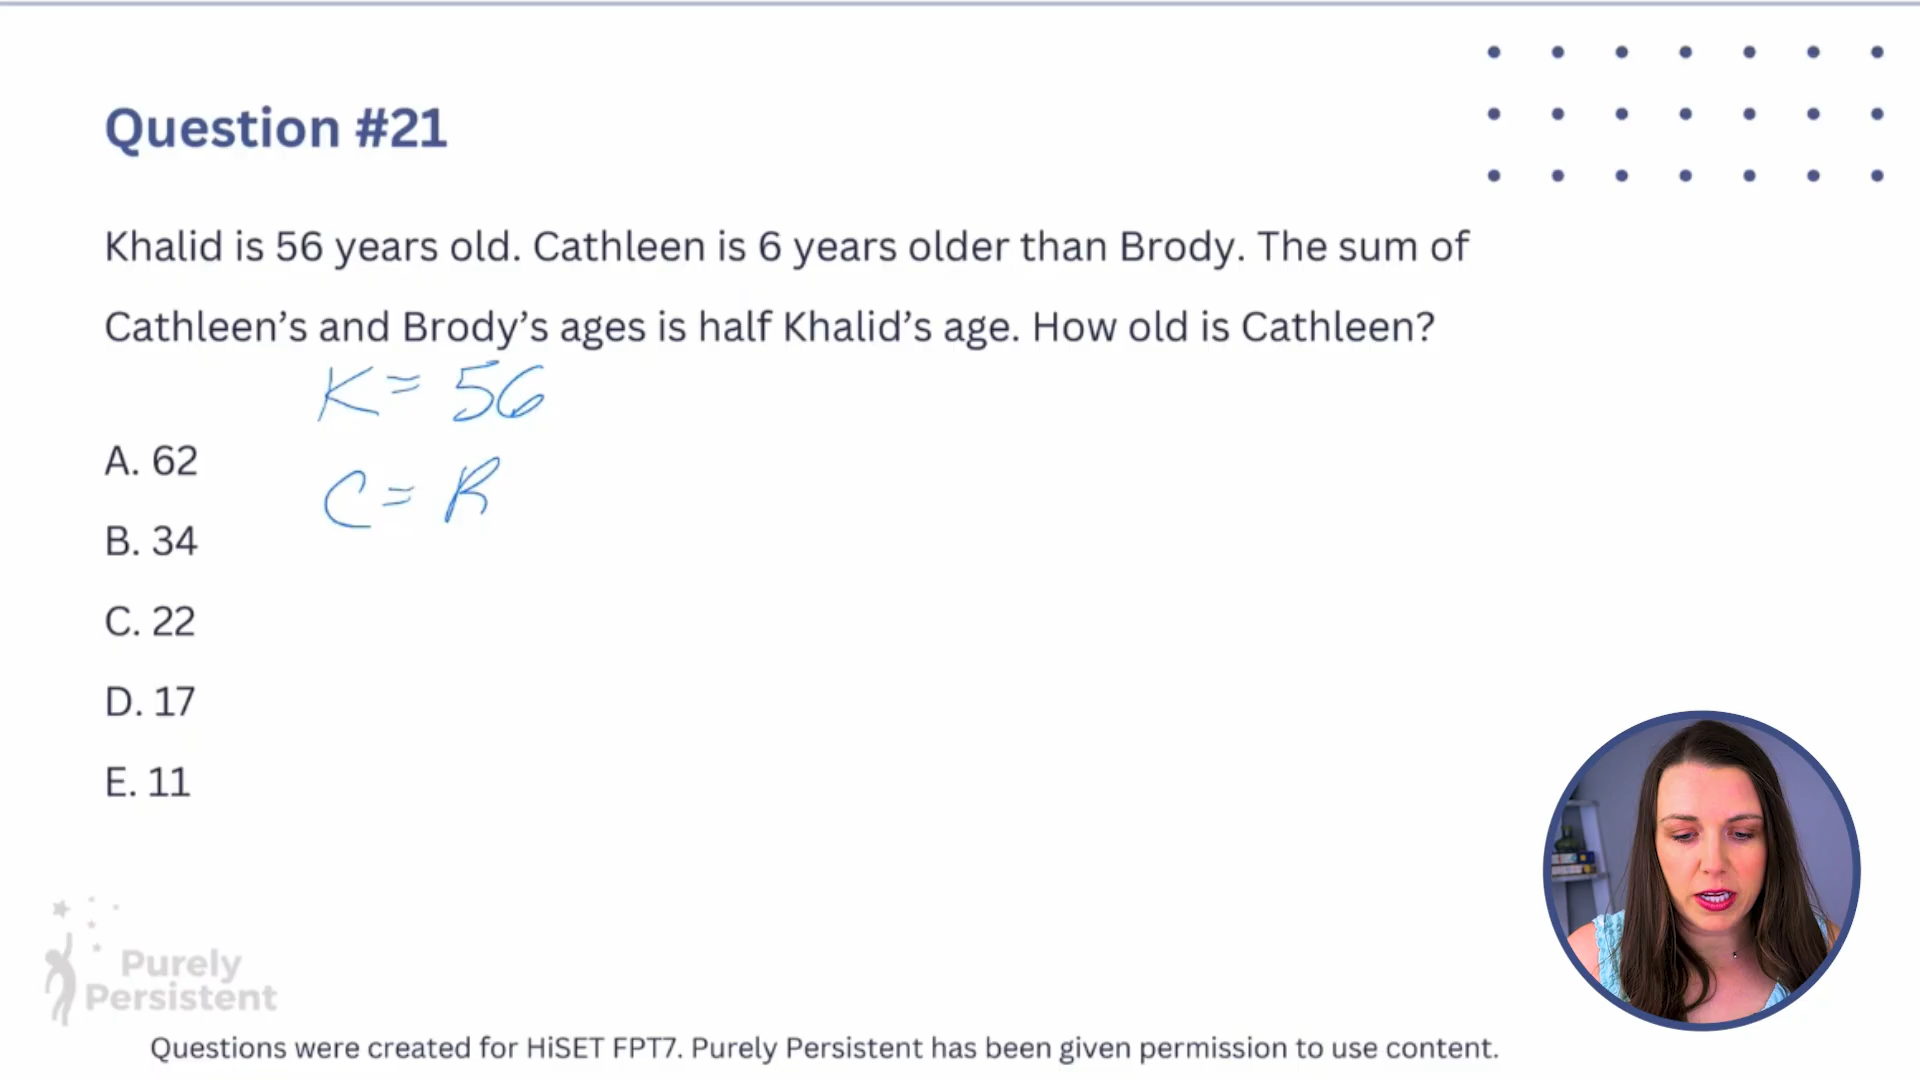 Question #21
Khalid is 56 years old. Cathleen is 6 years older than Brody. The sum of
Cathleen’s and Brody’s ages is half Khalid’s age. How old is Cathleen?
K = 56
A. 62
C = B
B. 34
C. 22
D. 17
E. 11
Purely
Persistent
Questions were created for HiSET FPT7. Purely Persistent has been given permission to use content.